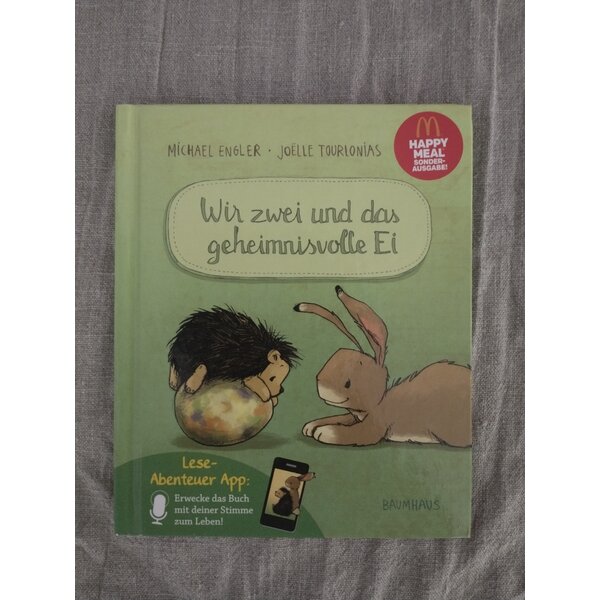 MICHAEL ENGLER • JOËLLE TOURLONIAS
HAPPY
MEAL
SONDER-
AUSGABE!
Wir zwei und das
geheimnisvolle Ei
Lese-
Abenteuer App:
Erwecke das Buch
mit deiner Stimme
zum Leben!
BAUMHAUS